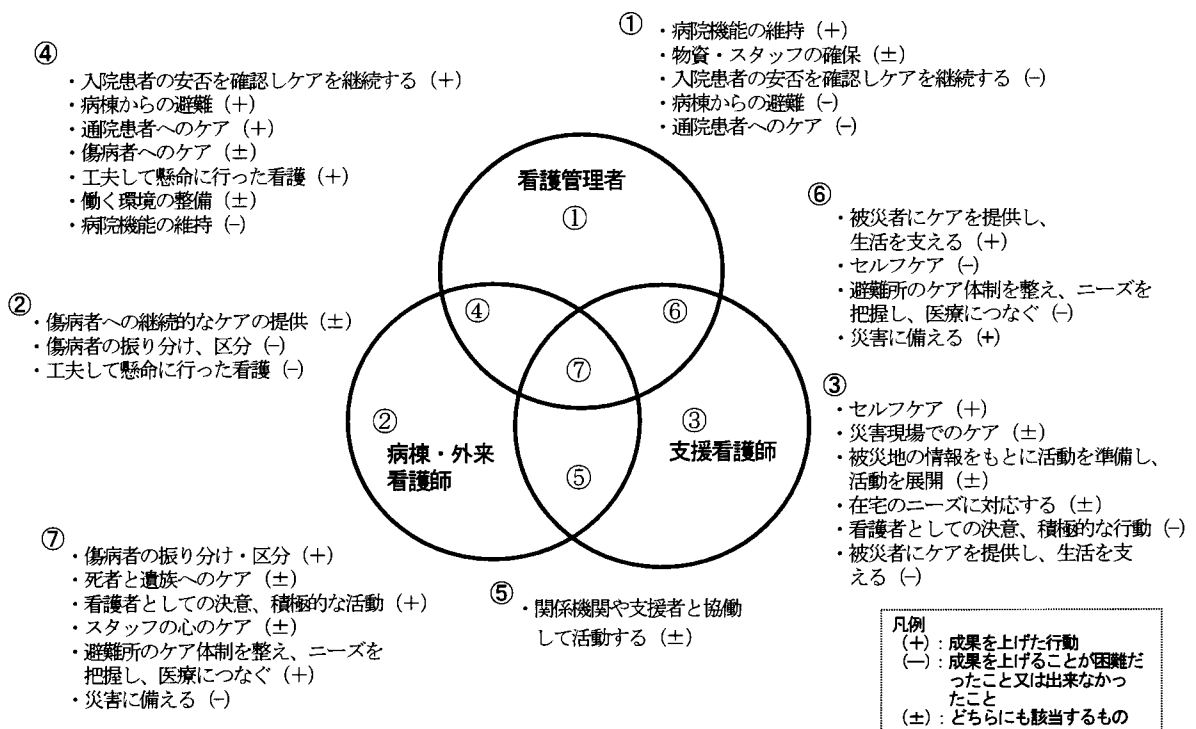 ①
・病院機能の維持（+）
・物資・スタッフの確保（±）
・入院患者の安否を確認しケアを継続する（-）
・病棟からの避難（-）
・通院患者へのケア（-）
④
・入院患者の安否を確認しケアを継続する（+）
・病棟からの避難（+）
・通院患者へのケア（+）
・傷病者へのケア（±）
・工夫して懸命に行った看護（+）
・働く環境の整備（±）
・病院機能の維持（-）
看護管理者
①
⑥
・被災者にケアを提供し、
生活を支える（+）
・セルフケア（-）
・避難所のケア体制を整え、ニーズを
把握し、医療につなぐ（-）
・災害に備える（+）
②
・傷病者への継続的なケアの提供（±）
・傷病者の振り分け、区分（-）
・工夫して懸命に行った看護（-）
④
⑥
⑦
②
病棟・外来
看護師
③
支援看護師
⑤
③
・セルフケア（+）
・災害現場でのケア（±）
・被災地の情報をもとに活動を準備し、
活動を展開（±）
・在宅のニーズに対応する（±）
・看護者としての決意、積極的な行動（-）
・被災者にケアを提供し、生活を支
える（-）
⑦
・傷病者の振り分け・区分（+）
・死者と遺族へのケア（±）
・看護者としての決意、積極的な活動（+）
・スタッフの心のケア（±）
・避難所のケア体制を整え、ニーズを
把握し、医療につなぐ（+）
・災害に備える（-）
⑤
・関係機関や支援者と協働
して活動する（±）
凡例
（+）：成果を上げた行動
（―）：成果を上げることが困難だ
ったこと又は出来なかっ
たこと
（±）：どちらにも該当するもの